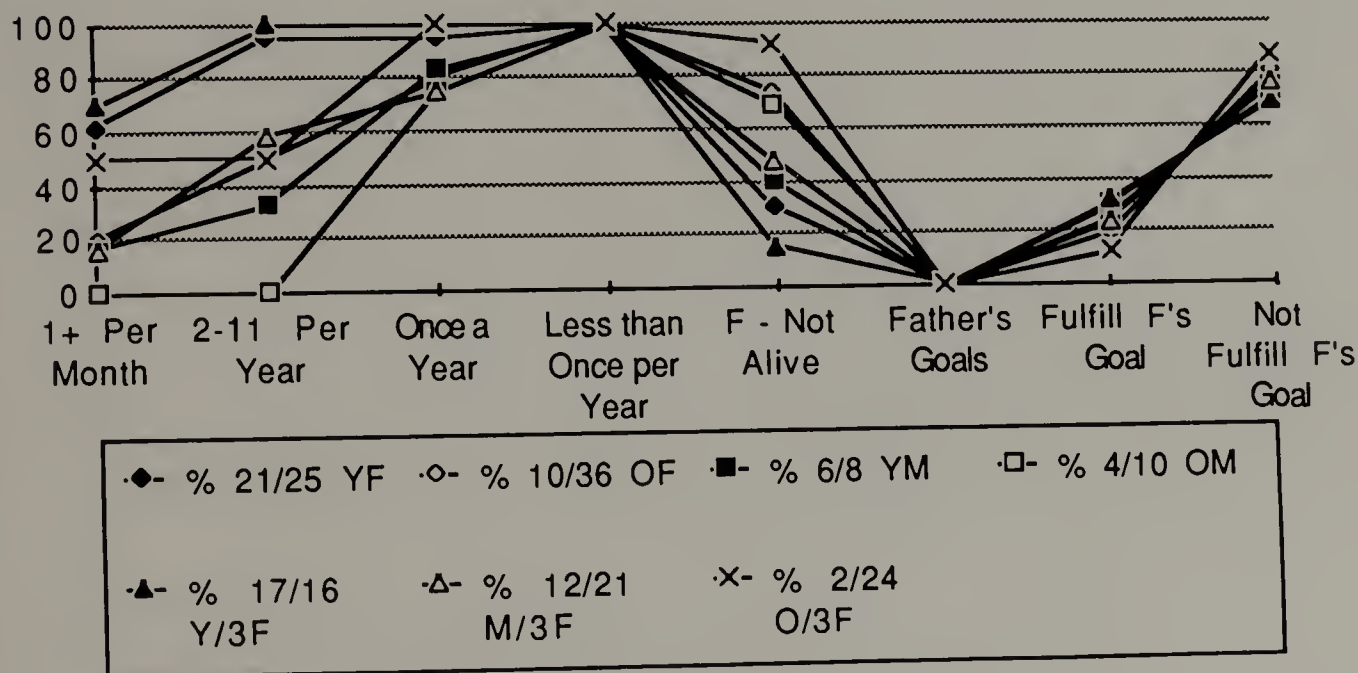 100
80
60
40
20
0
1+ Per Month
2-11 Per Year
Once a Year
Less than Once per Year
F - Not Alive
Father's Goals
Fulfill F's Goal
Not Fulfill F's Goal
% 21/25 YF
% 10/36 OF
% 6/8 YM
% 4/10 OM
% 17/16 Y/3F
% 12/21 M/3F
% 2/24 O/3F